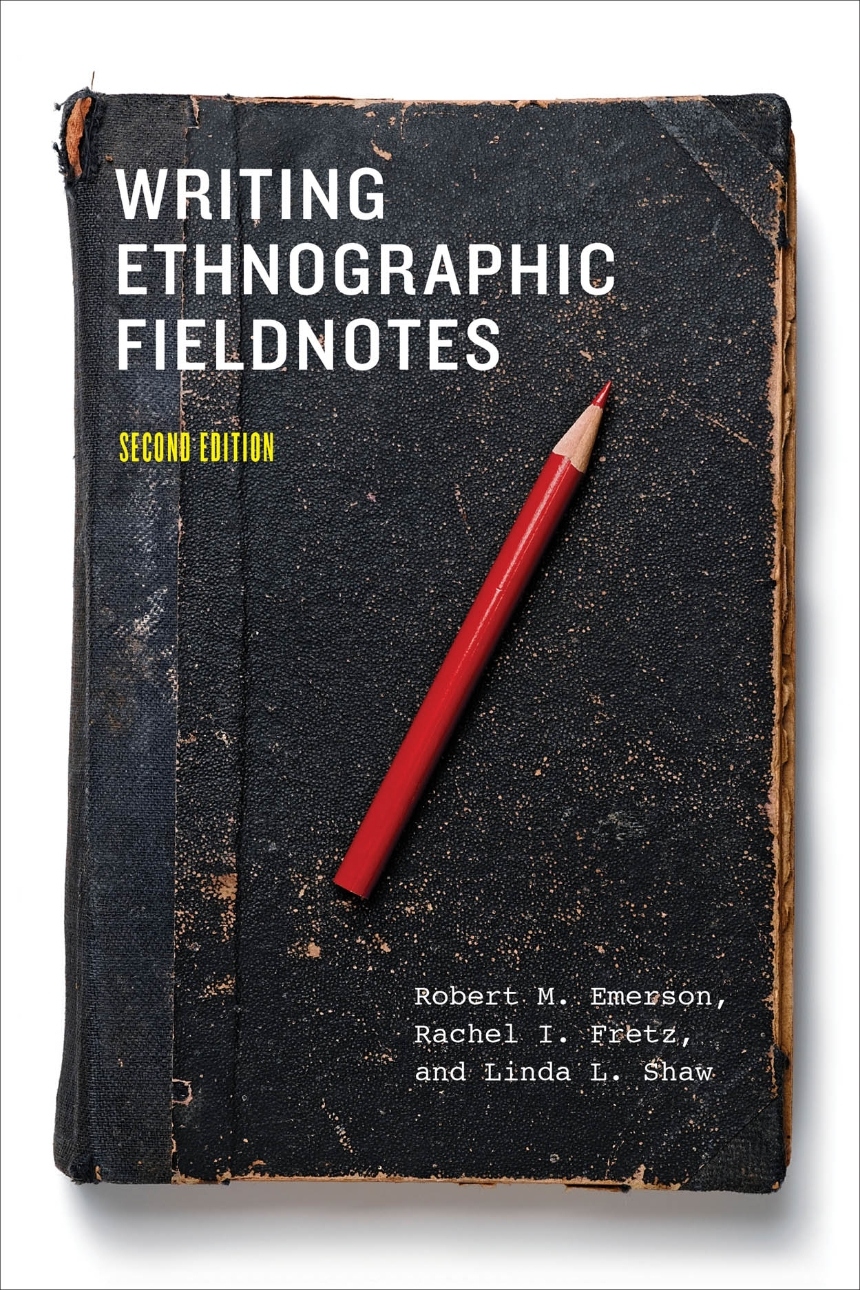 WRITING
ETHNOGRAPHIC
FIELDNOTES
SECOND EDITION
Robert M. Emerson,
Rachel I. Fretz,
and Linda L. Shaw